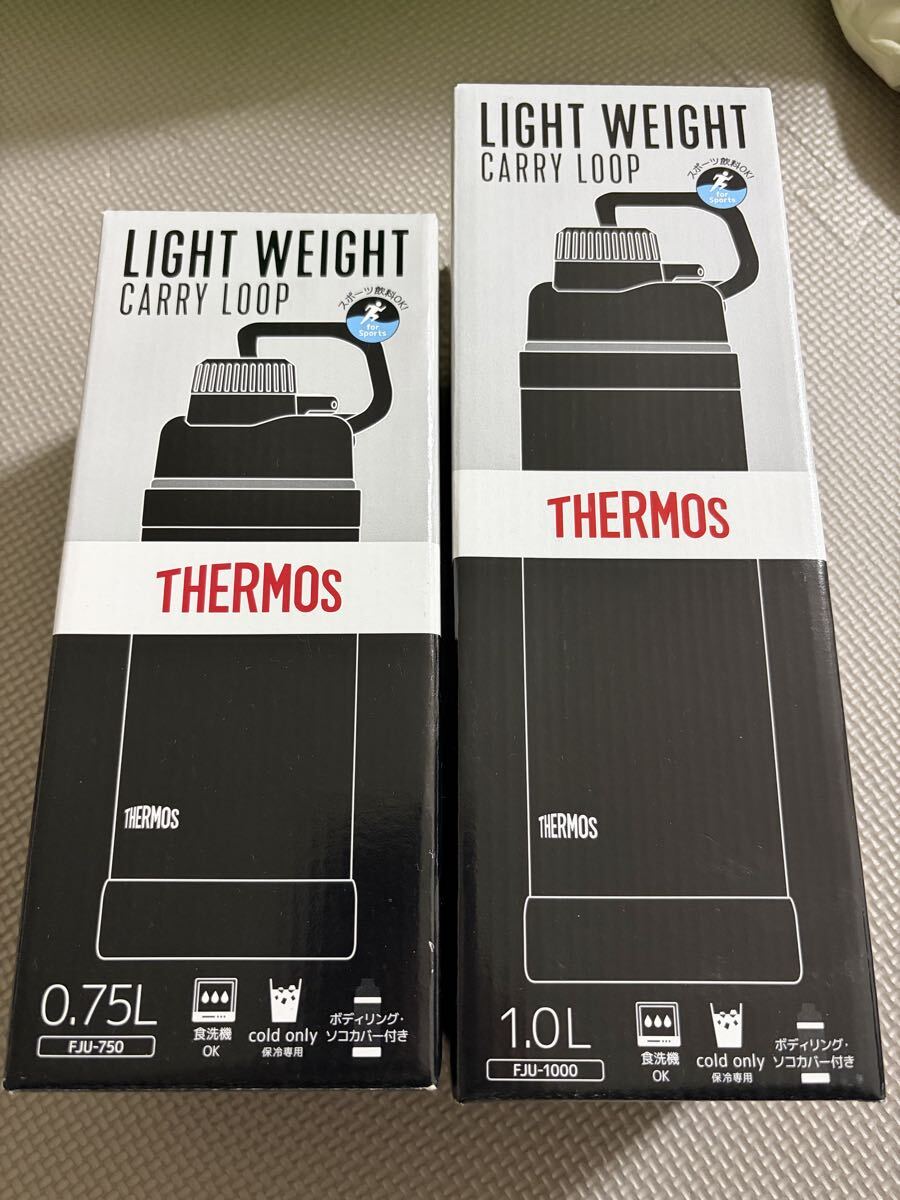 LIGHT WEIGHT
CARRY LOOP
スポーツ飲料OK!
for
Sports
THERMOS
THERMOS
0.75L
FJU-750
食洗機
OK
cold only
保冷専用
ボディリング・
ソコカバー付き
LIGHT WEIGHT
CARRY LOOP
スポーツ飲料OK!
for
Sports
THERMOS
THERMOS
1.0L
FJU-1000
食洗機
OK
cold only
保冷専用
ボディリング・
ソコカバー付き